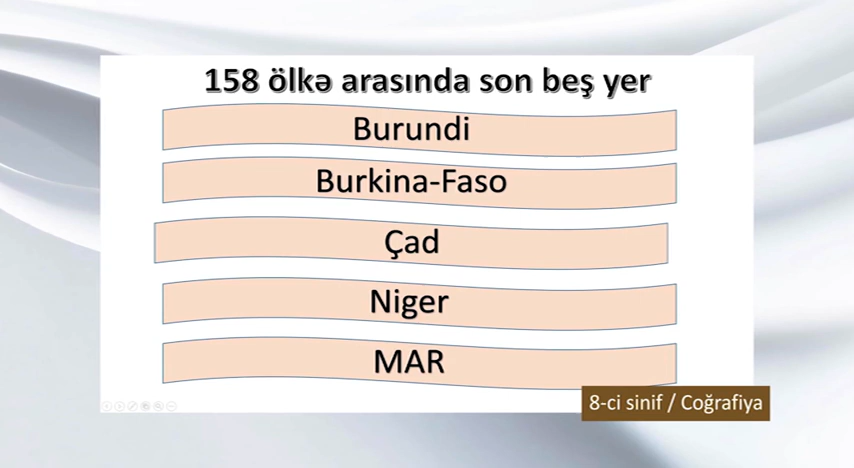 158 ölkə arasında son beş yer
Burundi
Burkina-Faso
Çad
Niger
MAR
8-ci sinif / Coğrafiya